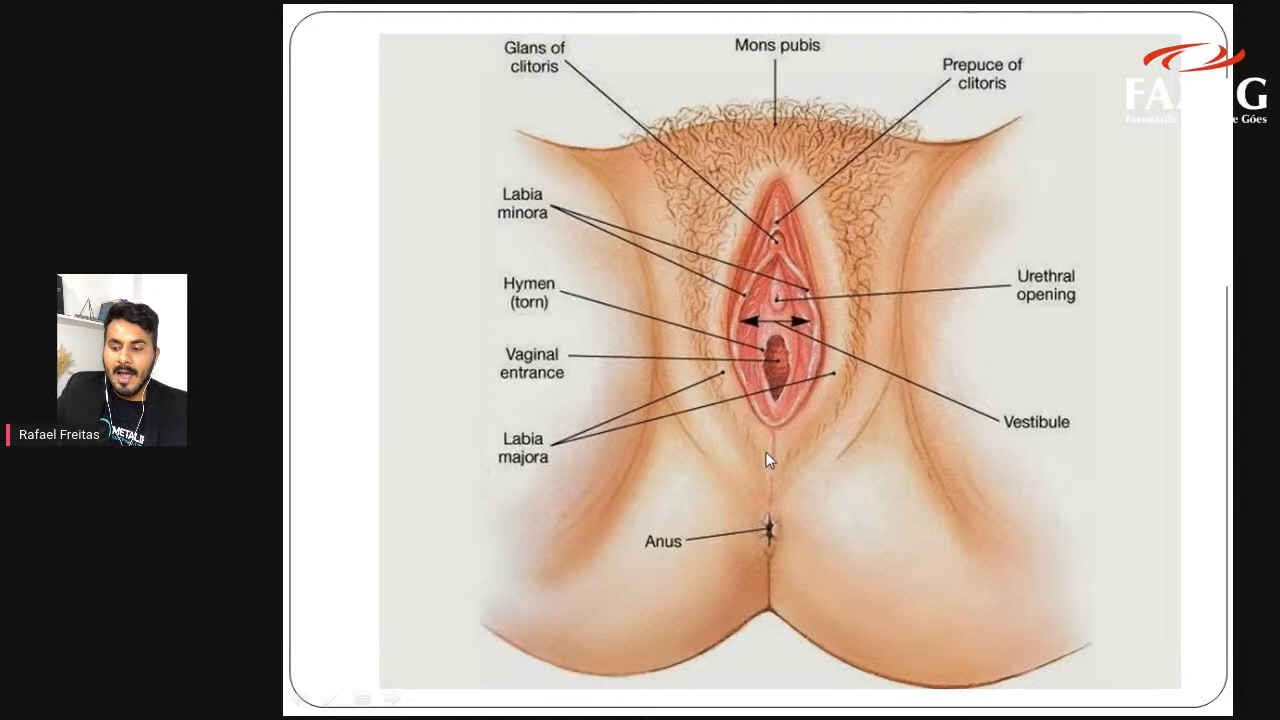 Glans of
clitoris
Mons pubis
Prepuce of
clitoris
Labia
minora
Hymen
(torn)
Urethral
opening
Vaginal
entrance
Vestibule
Labia
majora
Anus
Rafael Freitas
Góes